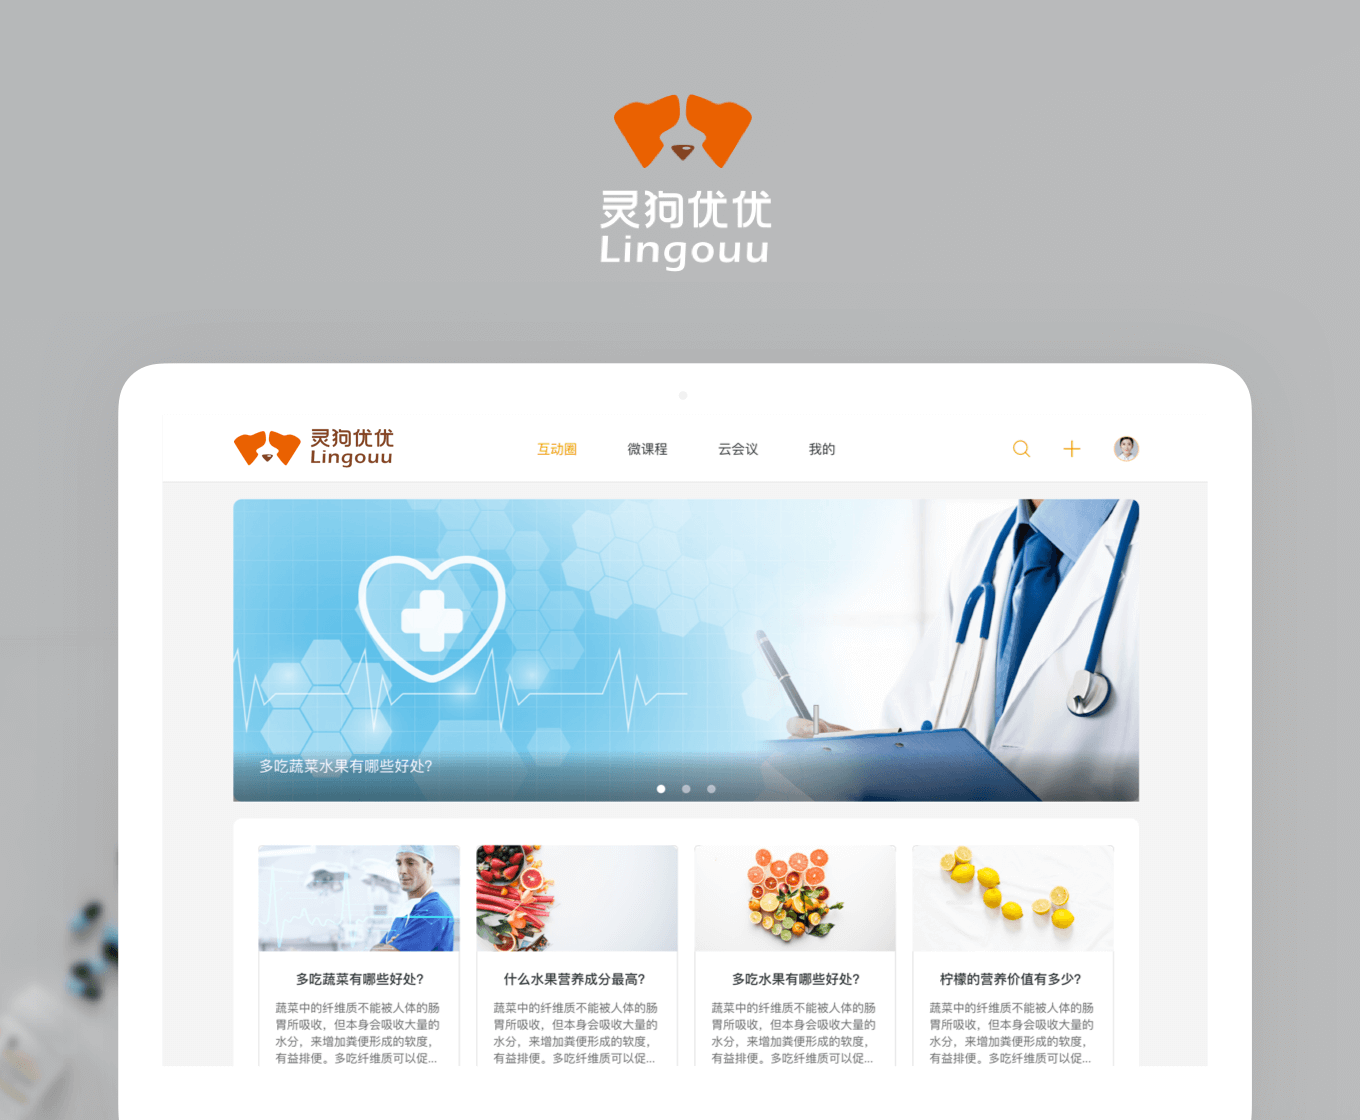 灵狗优优
Lingouu
灵狗优优
Lingouu
互动圈 微课程 云会议 我的
多吃蔬菜水果有哪些好处?
多吃蔬菜有哪些好处?
蔬菜中的纤维质不能被人体的肠
胃所吸收，但本身会吸收大量的
水分，来增加粪便形成的软度，
有益排便。多吃纤维质可以促...
什么水果营养成分最高?
蔬菜中的纤维质不能被人体的肠
胃所吸收，但本身会吸收大量的
水分，来增加粪便形成的软度，
有益排便。多吃纤维质可以促...
多吃水果有哪些好处?
蔬菜中的纤维质不能被人体的肠
胃所吸收，但本身会吸收大量的
水分，来增加粪便形成的软度，
有益排便。多吃纤维质可以促...
柠檬的营养价值有多少?
蔬菜中的纤维质不能被人体的肠
胃所吸收，但本身会吸收大量的
水分，来增加粪便形成的软度，
有益排便。多吃纤维质可以促...